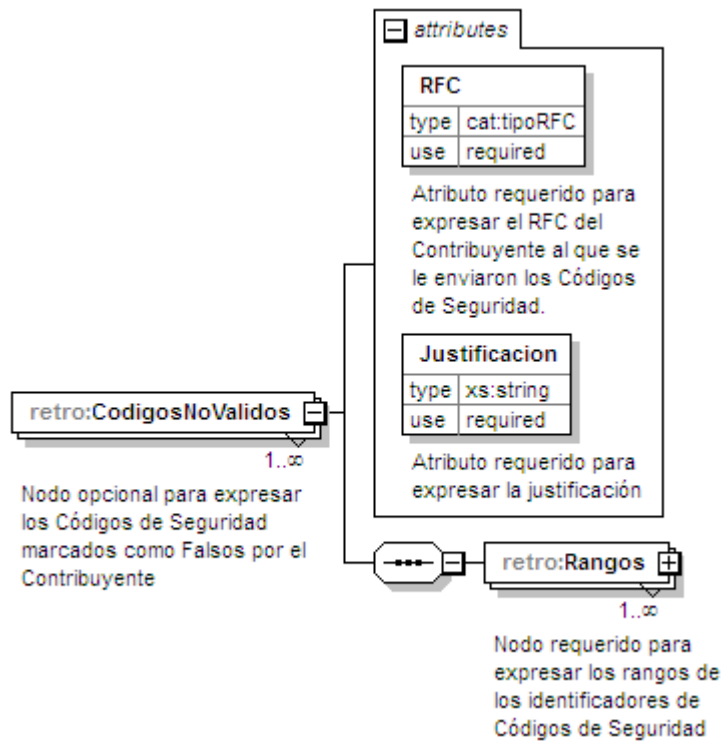 attributes
RFC
type cat:tipoRFC
use required
Atributo requerido para
expresar el RFC del
Contribuyente al que se
le enviaron los Códigos
de Seguridad.
Justificacion
type xs:string
use required
Atributo requerido para
expresar la justificación
retro:CodigosNoValidos
1..∞
Nodo opcional para expresar
los Códigos de Seguridad
marcados como Falsos por el
Contribuyente
retro:Rangos
1..∞
Nodo requerido para
expresar los rangos de
los identificadores de
Códigos de Seguridad